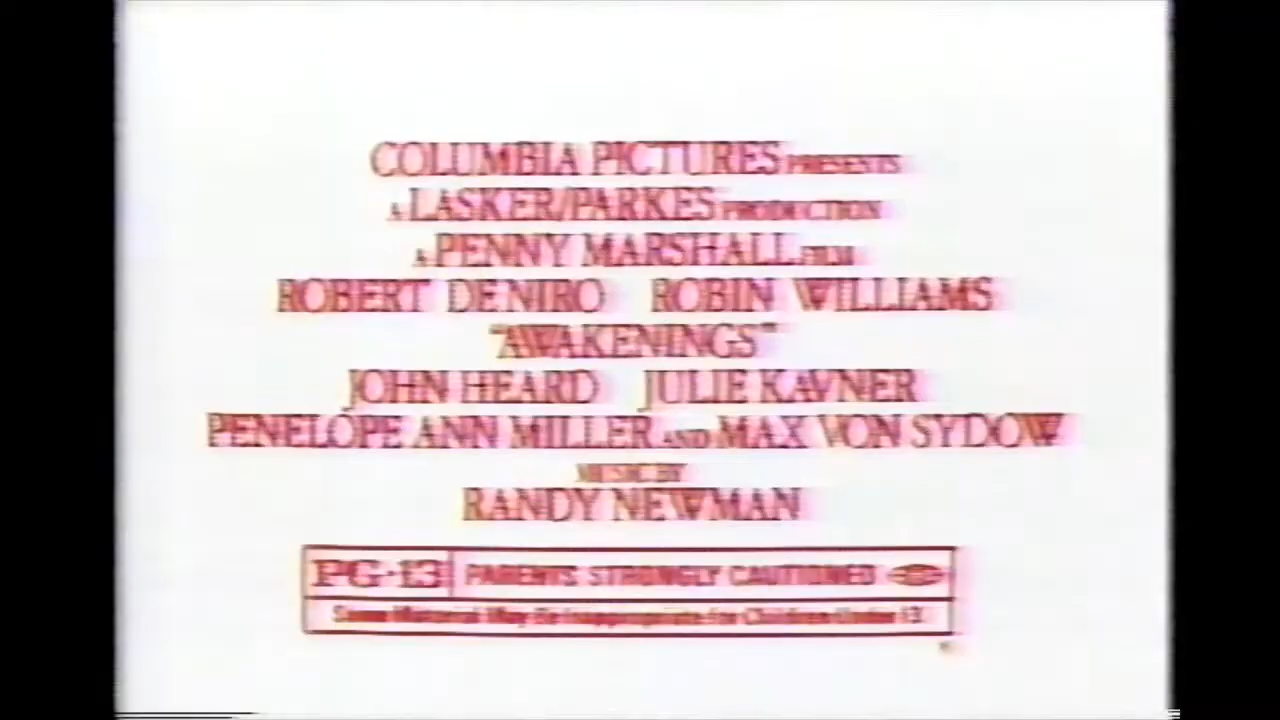 COLUMBIA PICTURES PRESENTS
A LASKER/PARKES PRODUCTION
A PENNY MARSHALL FILM
ROBERT DE NIRO ROBIN WILLIAMS
"AWAKENINGS"
JOHN HEARD JULIE KAVNER
PENELOPE ANN MILLER AND MAX VON SYDOW
MUSIC BY
RANDY NEWMAN
PG-13 PARENTS STRONGLY CAUTIONED
Some Material May Be Inappropriate for Children Under 13